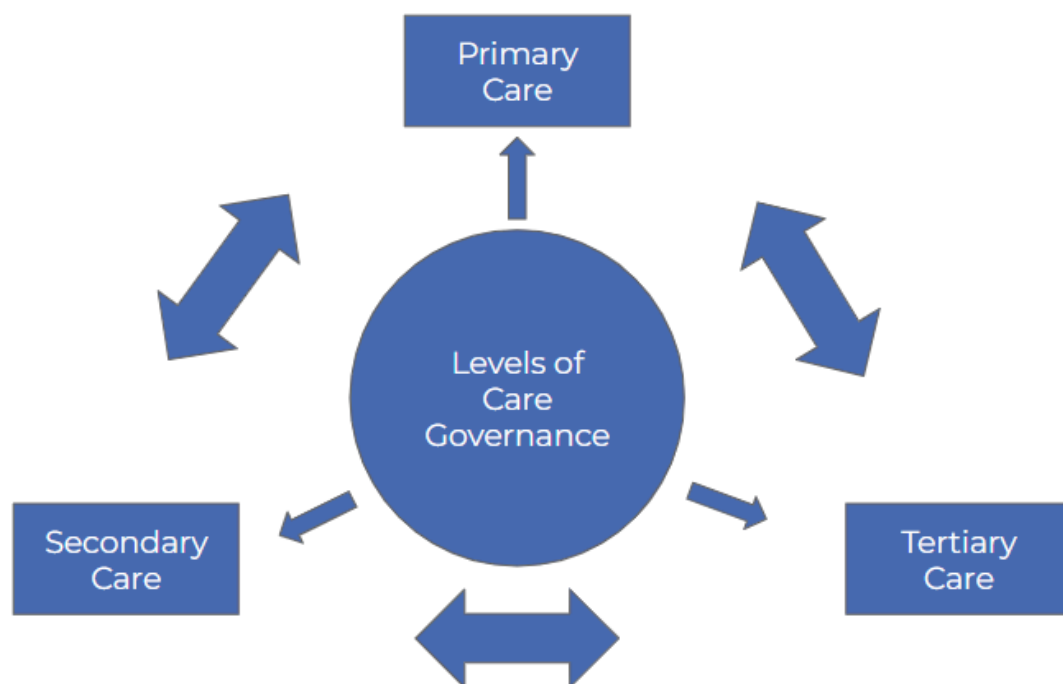 Primary
Care
Levels of
Care
Governance
Secondary
Care
Tertiary
Care